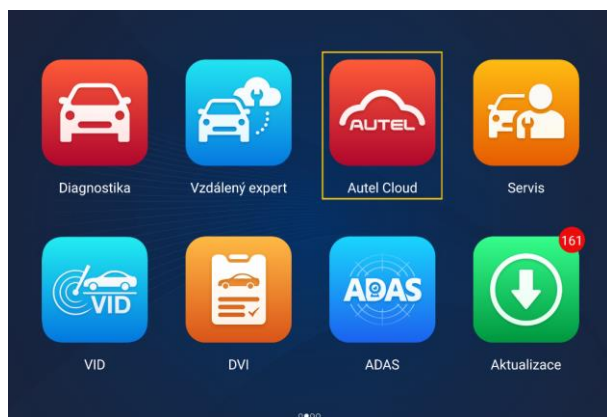 AUTEL
Diagnostika
Vzdálený expert
Autel Cloud
Servis
161
VID
ADAS
VID
DVI
ADAS
Aktualizace